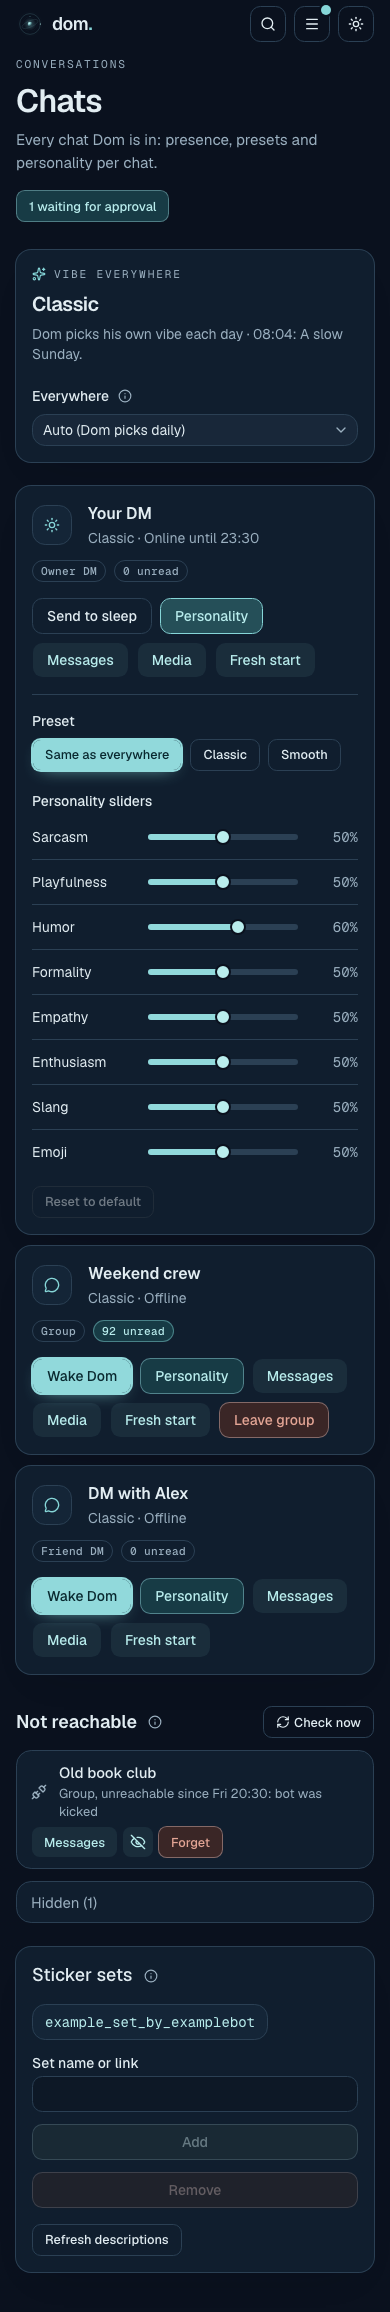 dom.
CONVERSATIONS
Chats
Every chat Dom is in: presence, presets and
personality per chat.
1 waiting for approval
VIBE EVERYWHERE
Classic
Dom picks his own vibe each day · 08:04: A slow
Sunday.
Everywhere
Auto (Dom picks daily)
Your DM
Classic · Online until 23:30
Owner DM 0 unread
Send to sleep Personality
Messages Media Fresh start
Preset
Same as everywhere Classic Smooth
Personality sliders
Sarcasm 50%
Playfulness 50%
Humor 60%
Formality 50%
Empathy 50%
Enthusiasm 50%
Slang 50%
Emoji 50%
Reset to default
Weekend crew
Classic · Offline
Group 92 unread
Wake Dom Personality Messages
Media Fresh start Leave group
DM with Alex
Classic · Offline
Friend DM 0 unread
Wake Dom Personality Messages
Media Fresh start
Not reachable Check now
Old book club
Group, unreachable since Fri 20:30: bot was
kicked
Messages Forget
Hidden (1)
Sticker sets
example_set_by_examplebot
Set name or link
Add
Remove
Refresh descriptions